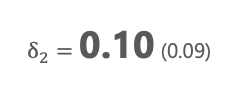 δ₂ = 0.10 (0.09)